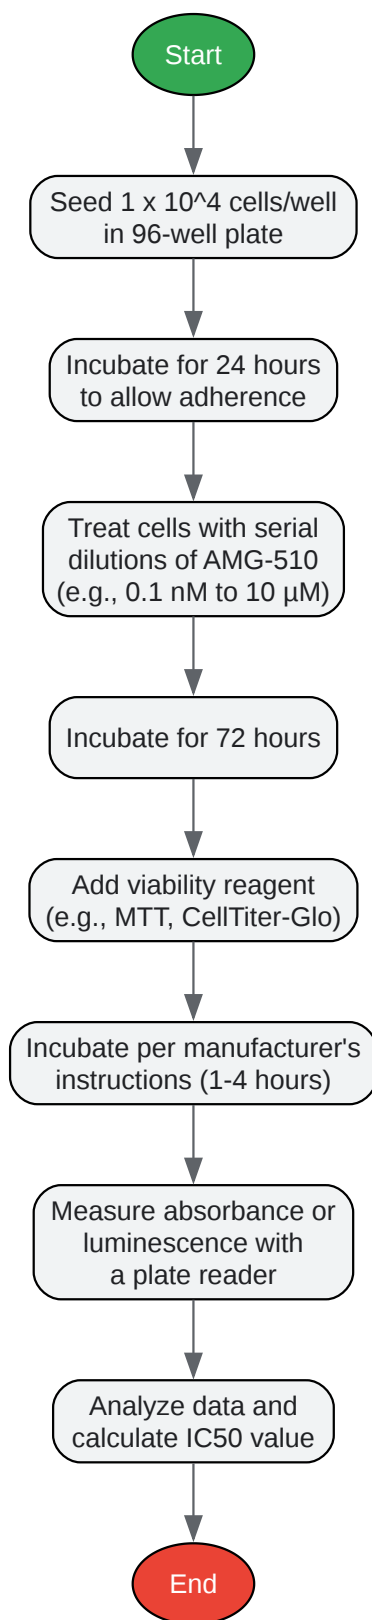 Start
Seed 1 x 10^4 cells/well
in 96-well plate
Incubate for 24 hours
to allow adherence
Treat cells with serial
dilutions of AMG-510
(e.g., 0.1 nM to 10 µM)
Incubate for 72 hours
Add viability reagent
(e.g., MTT, CellTiter-Glo)
Incubate per manufacturer's
instructions (1-4 hours)
Measure absorbance or
luminescence with
a plate reader
Analyze data and
calculate IC50 value
End